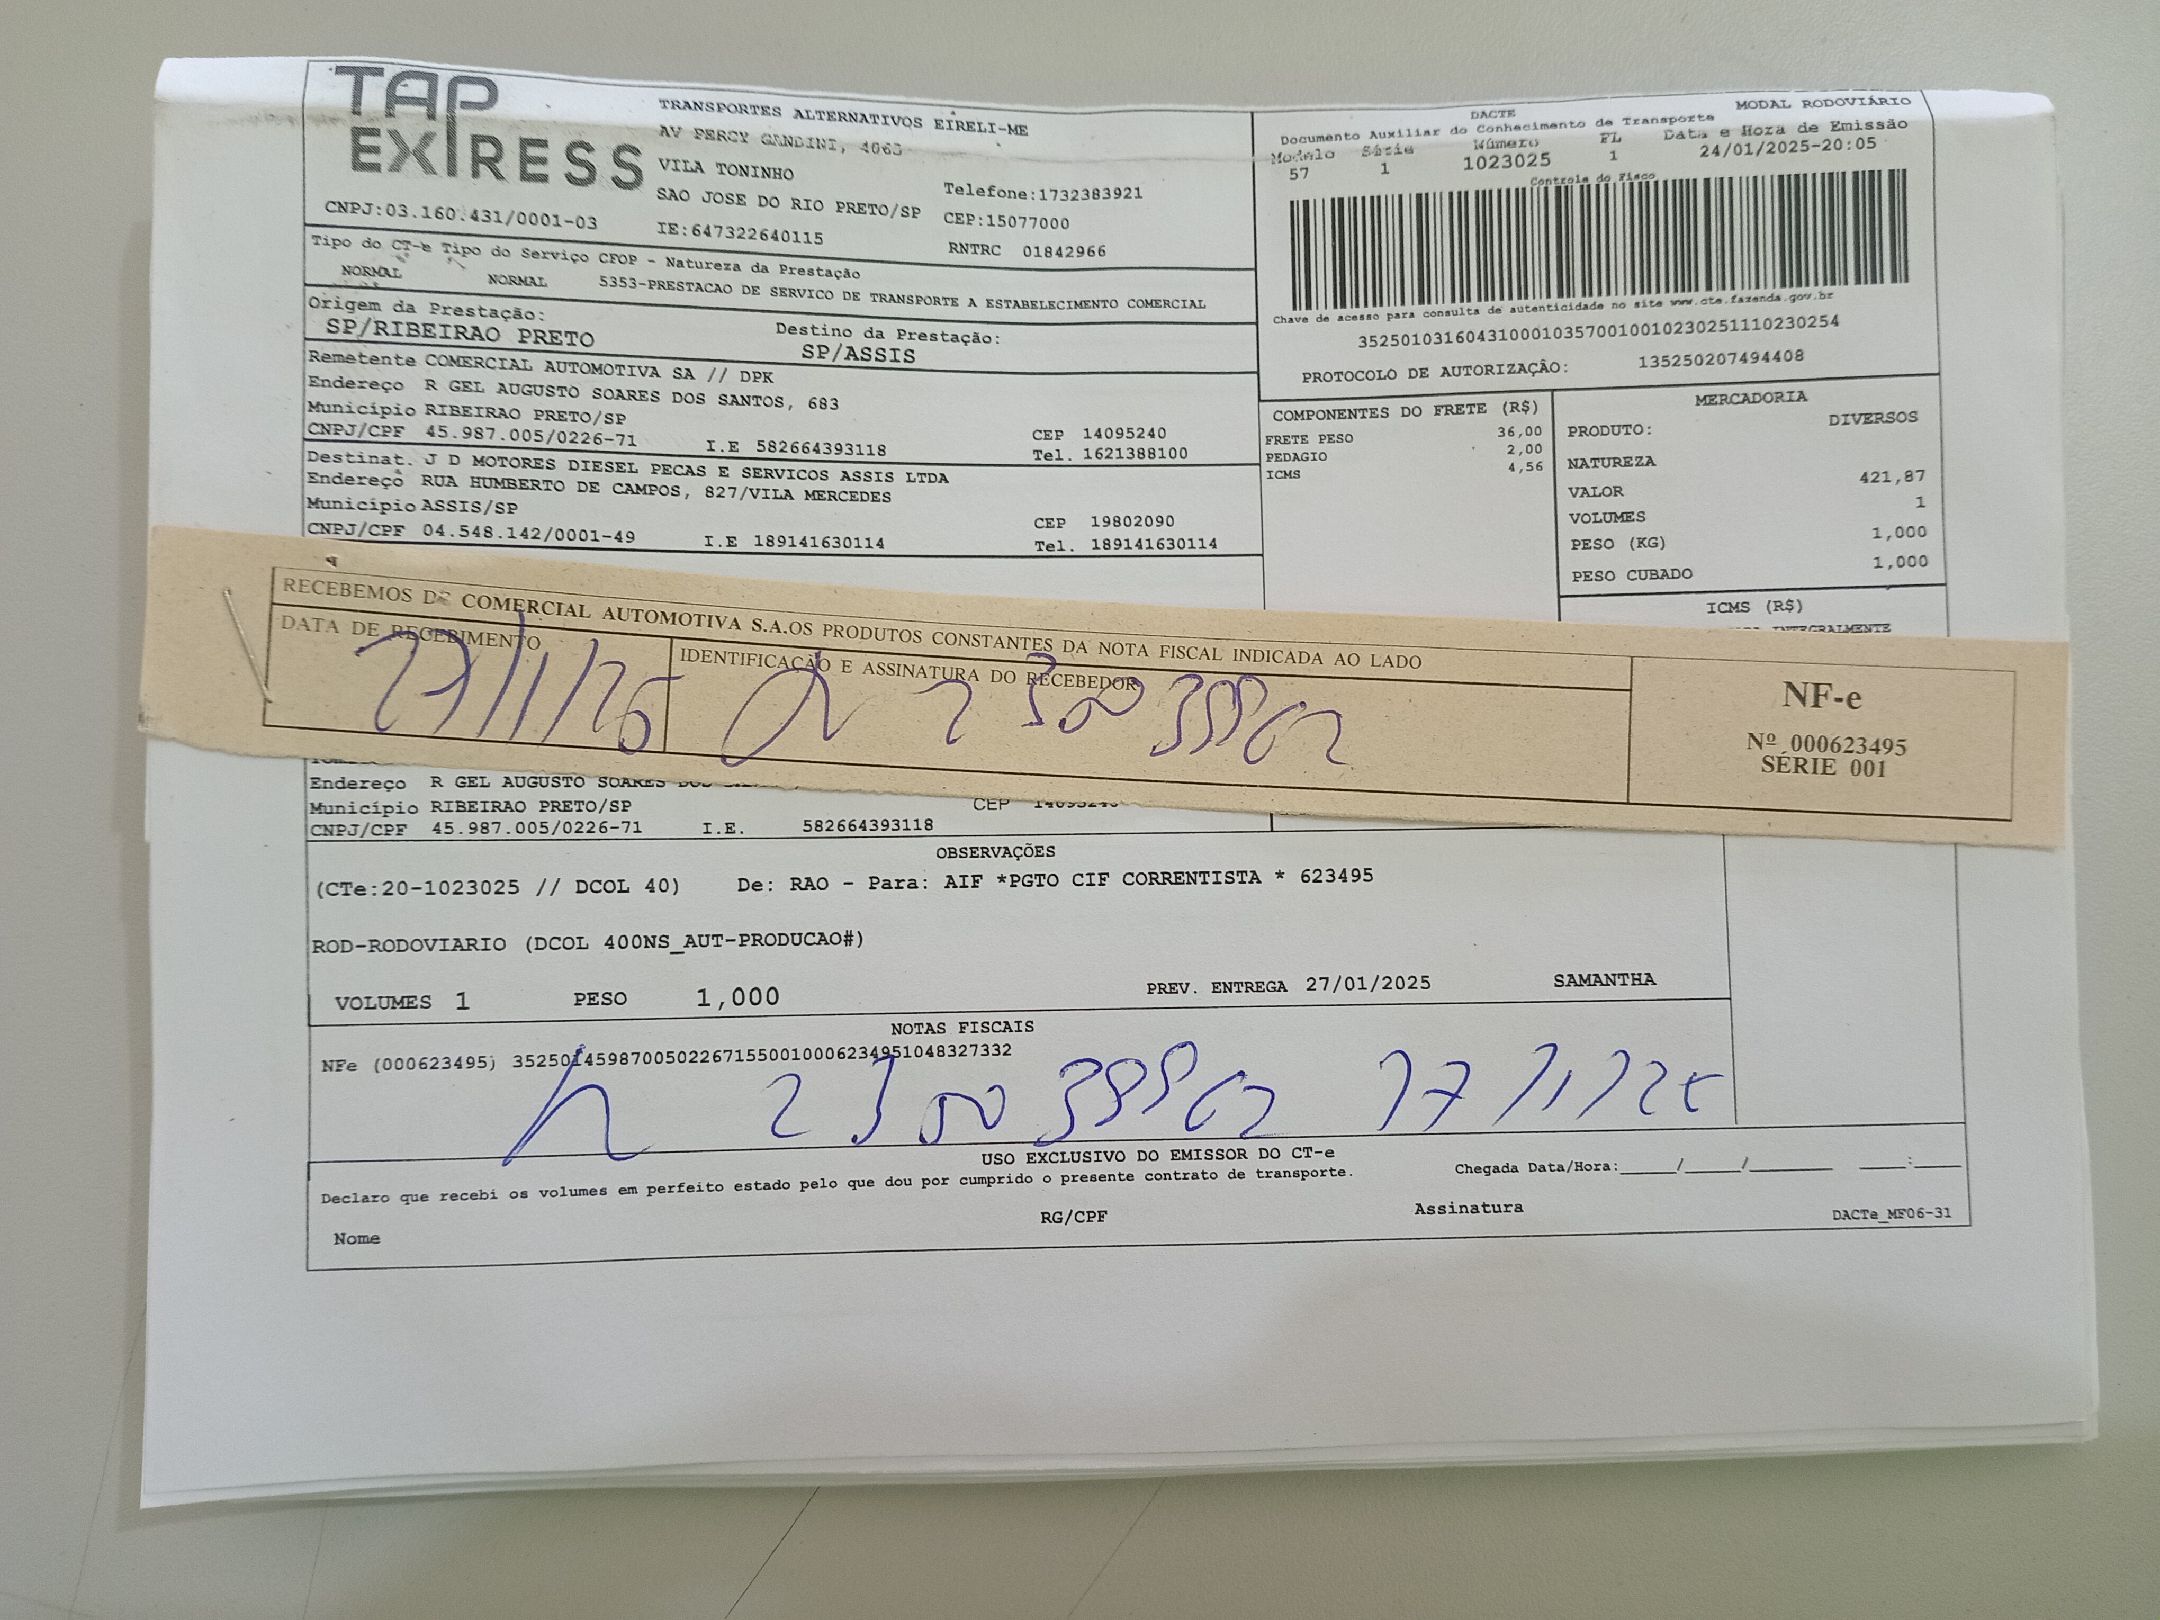 TAP
EXPRESS
TRANSPORTES ALTERNATIVOS EIRELI-ME
AV PERCY GANDINI, 4063
VILA TONINHO
SAO JOSE DO RIO PRETO/SP
Telefone:1732383921
CEP:15077000
CNPJ:03.160.431/0001-03
IE:647322640115
RNTRC 01842966
DACTE
MODAL RODOVIÁRIO
Documento Auxiliar do Conhecimento de Transporte
Modelo Série Número FL Data e Hora de Emissão
57 1 1023025 1 24/01/2025-20:05
Controle do Fisco
Chave de acesso para consulta de autenticidade no site www.cte.fazenda.gov.br
35250103160431000103570010010230251110230254
PROTOCOLO DE AUTORIZAÇÃO: 135250207494408
Tipo do CT-e Tipo do Serviço CFOP - Natureza da Prestação
NORMAL NORMAL 5353-PRESTACAO DE SERVICO DE TRANSPORTE A ESTABELECIMENTO COMERCIAL
Origem da Prestação: Destino da Prestação:
SP/RIBEIRAO PRETO SP/ASSIS
Remetente COMERCIAL AUTOMOTIVA SA // DPK
Endereço R GEL AUGUSTO SOARES DOS SANTOS, 683
Município RIBEIRAO PRETO/SP CEP 14095240
CNPJ/CPF 45.987.005/0226-71 I.E 582664393118 Tel. 1621388100
Destinat. J D MOTORES DIESEL PECAS E SERVICOS ASSIS LTDA
Endereço RUA HUMBERTO DE CAMPOS, 827/VILA MERCEDES
Município ASSIS/SP CEP 19802090
CNPJ/CPF 04.548.142/0001-49 I.E 189141630114 Tel. 189141630114
COMPONENTES DO FRETE (R$)
FRETE PESO 36,00
PEDAGIO 2,00
ICMS 4,56
MERCADORIA
PRODUTO: DIVERSOS
NATUREZA
VALOR 421,87
VOLUMES 1
PESO (KG) 1,000
PESO CUBADO 1,000
ICMS (R$)
INTEGRALMENTE
RECEBEMOS DE COMERCIAL AUTOMOTIVA S.A.OS PRODUTOS CONSTANTES DA NOTA FISCAL INDICADA AO LADO
DATA DE RECEBIMENTO
IDENTIFICAÇÃO E ASSINATURA DO RECEBEDOR
27/1/25
NF-e
Nº 000623495
SÉRIE 001
Endereço R GEL AUGUSTO SOARES
Município RIBEIRAO PRETO/SP CEP
CNPJ/CPF 45.987.005/0226-71 I.E. 582664393118
OBSERVAÇÕES
(CTe:20-1023025 // DCOL 40) De: RAO - Para: AIF *PGTO CIF CORRENTISTA * 623495
ROD-RODOVIARIO (DCOL 400NS_AUT-PRODUCAO#)
VOLUMES 1 PESO 1,000 PREV. ENTREGA 27/01/2025 SAMANTHA
NOTAS FISCAIS
NFe (000623495) 35250145987005022671550010006234951048327332
27/1/25
USO EXCLUSIVO DO EMISSOR DO CT-e
Declaro que recebi os volumes em perfeito estado pelo que dou por cumprido o presente contrato de transporte.
Chegada Data/Hora:_____/_____/________ ____:____
Nome RG/CPF Assinatura DACTe_MF06-31